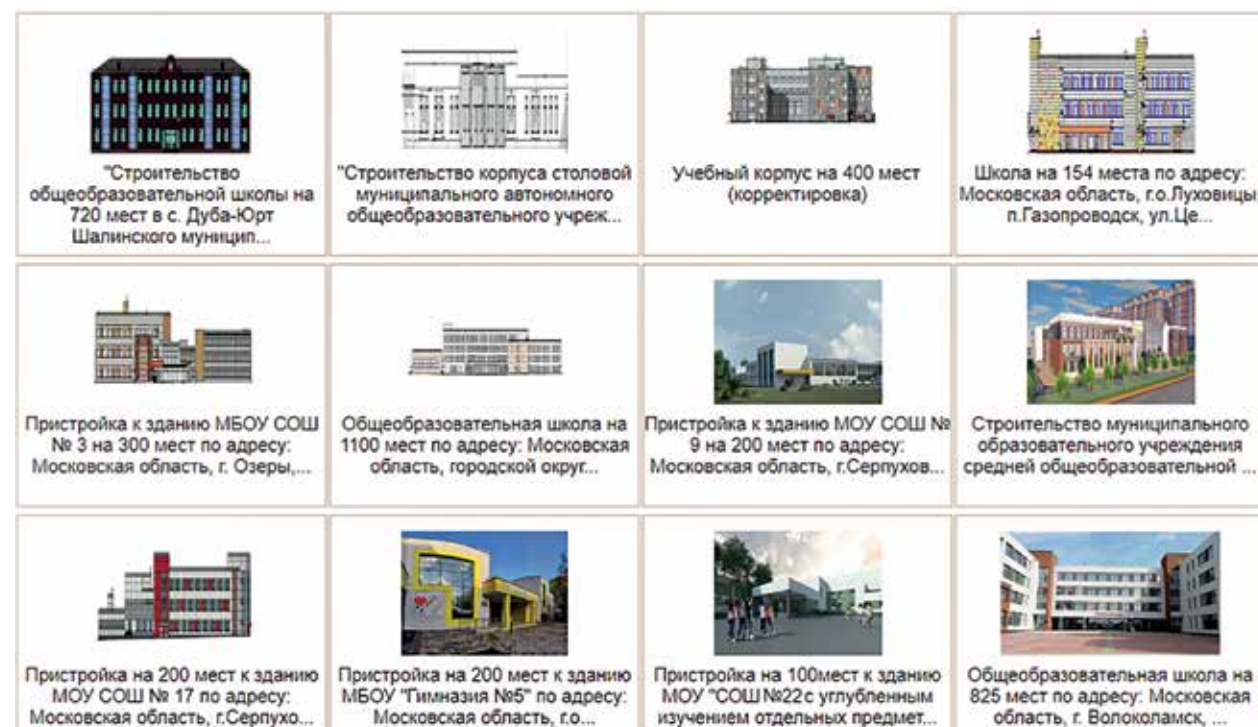 "Строительство
общеобразовательной школы на
720 мест в с. Дуба-Юрт
Шалинского муницип...
"Строительство корпуса столовой
муниципального автономного
общеобразовательного учреж...
Учебный корпус на 400 мест
(корректировка)
Школа на 154 места по адресу:
Московская область, г.о.Луховицы,
п.Газопроводск, ул.Це...
Пристройка к зданию МБОУ СОШ
№ 3 на 300 мест по адресу:
Московская область, г. Озеры,...
Общеобразовательная школа на
1100 мест по адресу: Московская
область, городской округ...
Пристройка к зданию МОУ СОШ №
9 на 200 мест по адресу:
Московская область, г.Серпухов...
Строительство муниципального
образовательного учреждения
средней общеобразовательной ...
Пристройка на 200 мест к зданию
МОУ СОШ № 17 по адресу:
Московская область, г.Серпухо...
Пристройка на 200 мест к зданию
МБОУ "Гимназия №5" по адресу:
Московская область, г.о...
Пристройка на 100мест к зданию
МОУ "СОШ №22 с углубленным
изучением отдельных предмет...
Общеобразовательная школа на
825 мест по адресу: Московская
область, г. Волоколамск, ...